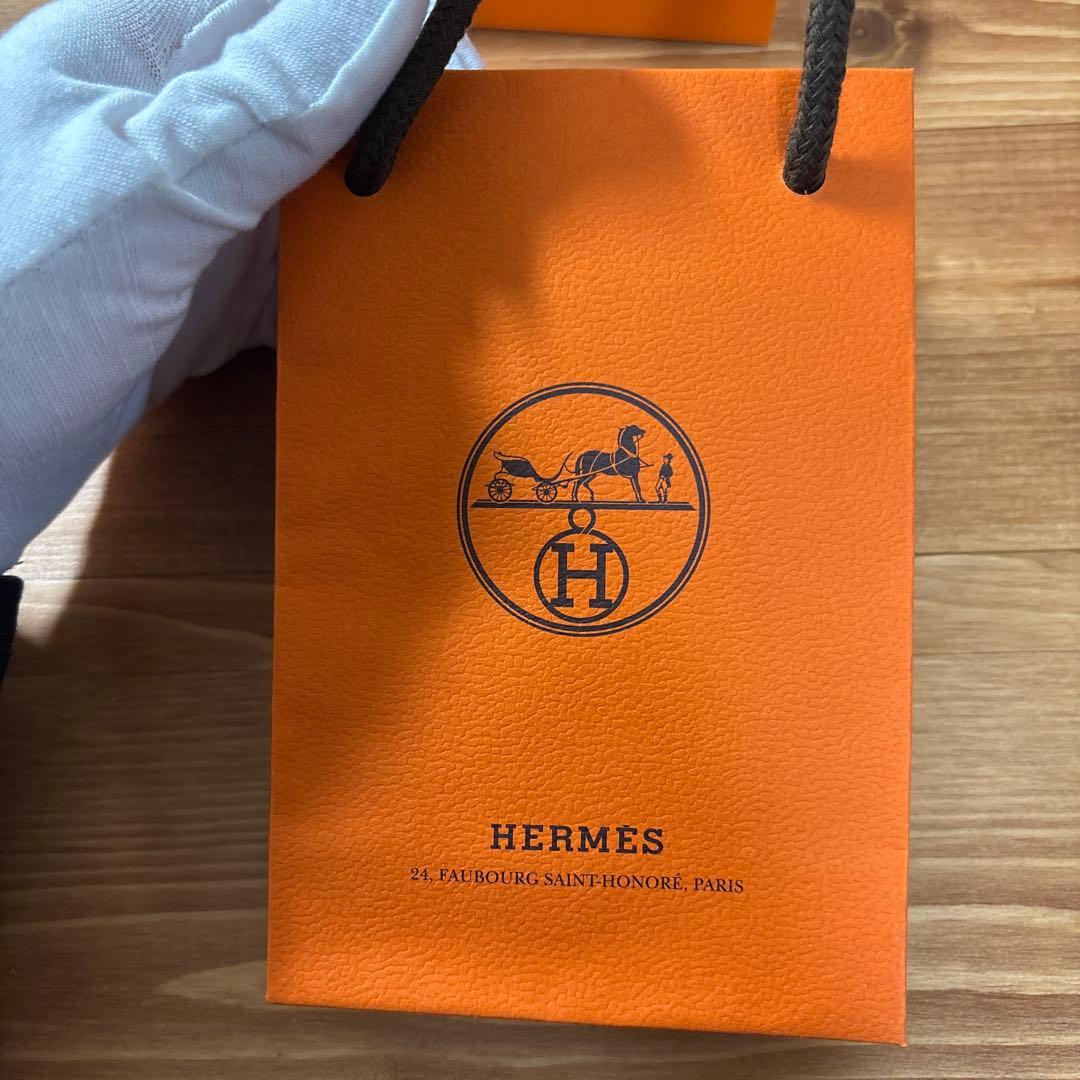 H
HERMÈS
24, FAUBOURG SAINT-HONORÉ, PARIS